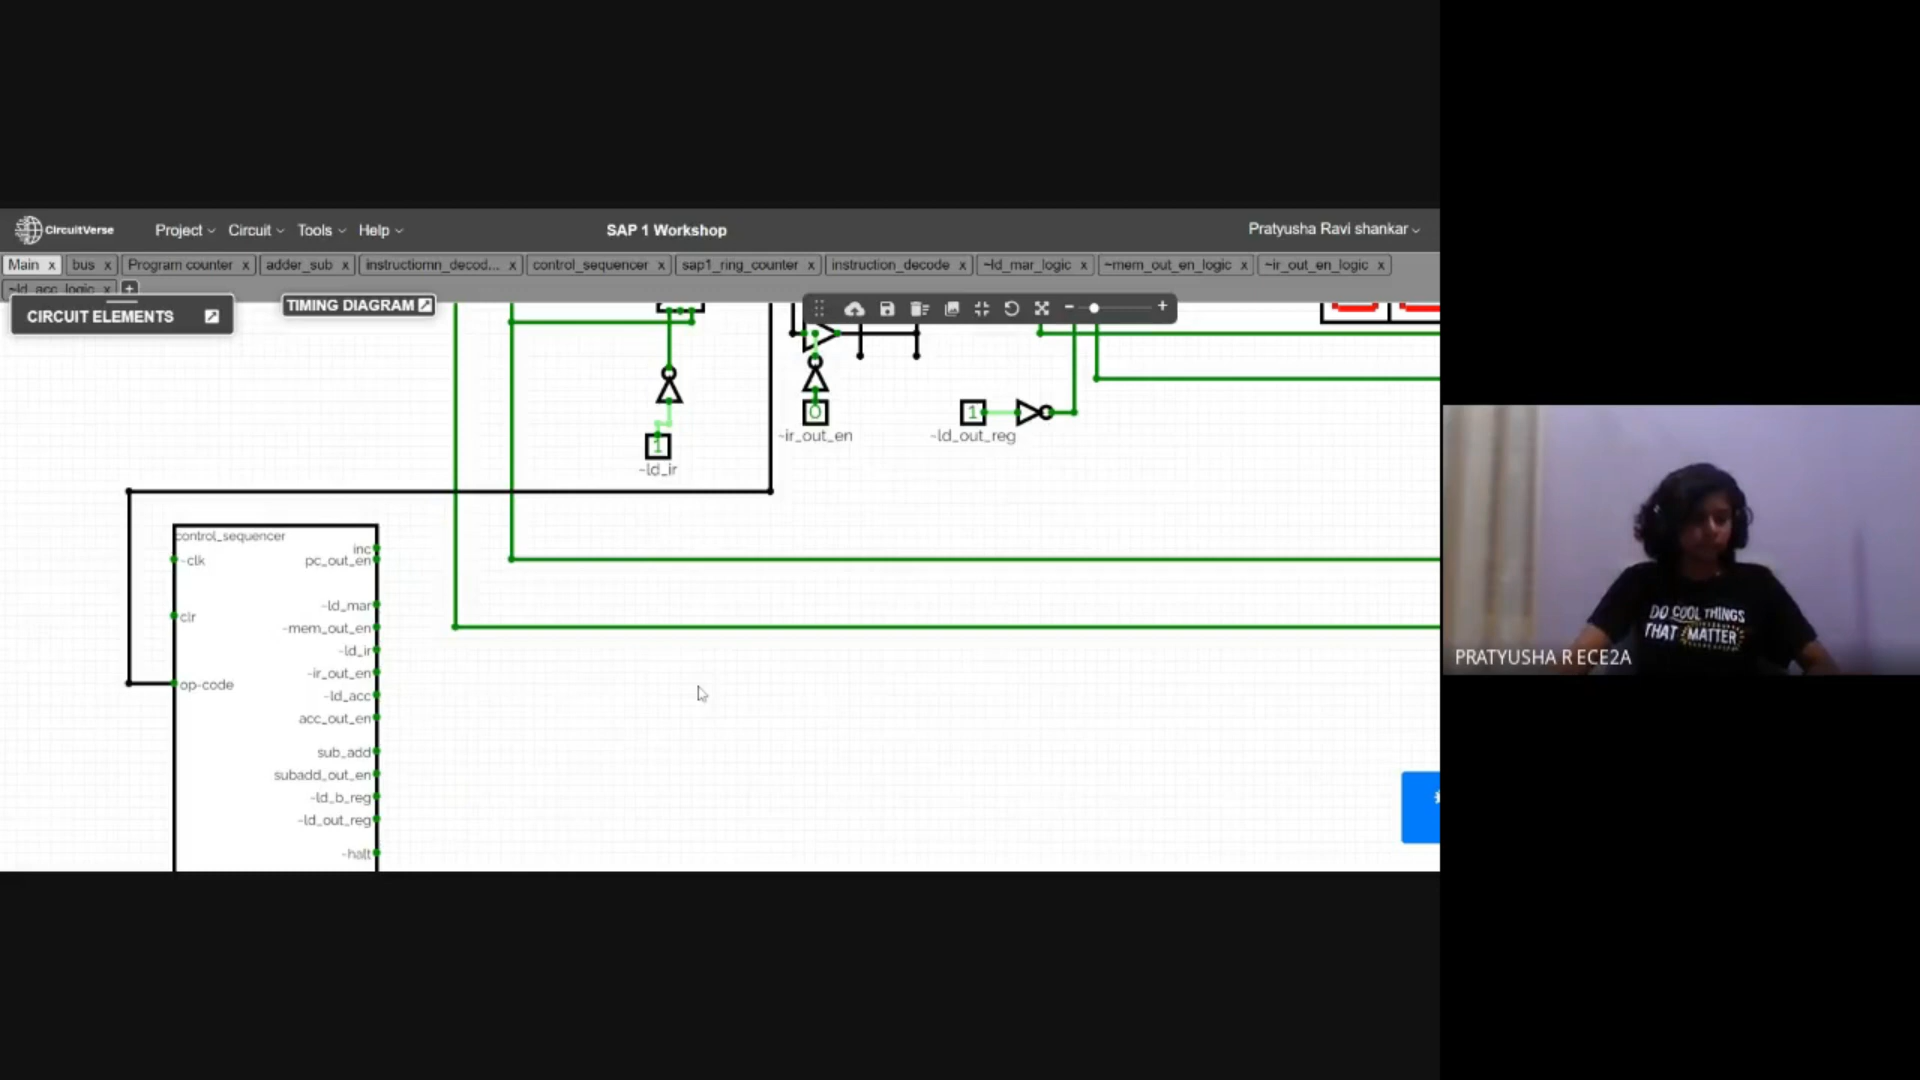 CircuitVerse
Project
Circuit
Tools
Help
SAP 1 Workshop
Pratyusha Ravi shankar
Main x
bus x
Program counter x
adder_sub x
instructiomn_decod... x
control_sequencer x
sap1_ring_counter x
instruction_decode x
~ld_mar_logic x
~mem_out_en_logic x
~ir_out_en_logic x
~ld_acc_logic x
+
CIRCUIT ELEMENTS
TIMING DIAGRAM
0
1
~ir_out_en
~ld_out_reg
1
~ld_ir
control_sequencer
inc
~clk
pc_out_en
~ld_mar
clr
~mem_out_en
~ld_ir
~ir_out_en
op-code
~ld_acc
acc_out_en
sub_add
subadd_out_en
~ld_b_reg
~ld_out_reg
~halt
DO COOL THINGS
THAT MATTER
PRATYUSHA R ECE2A